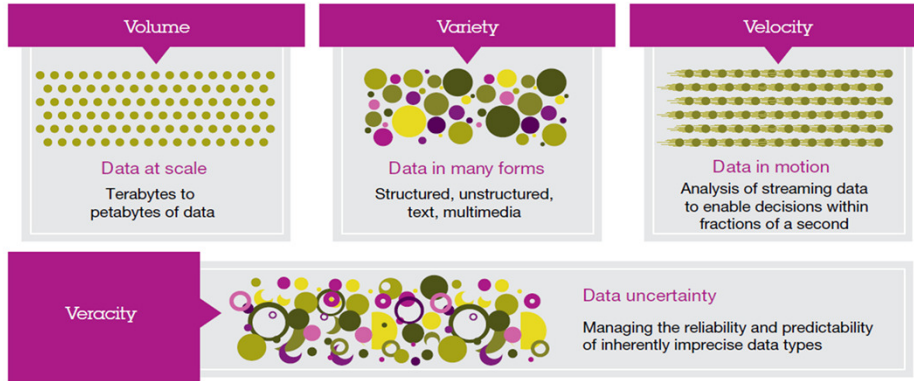 Volume
Data at scale
Terabytes to
petabytes of data
Variety
Data in many forms
Structured, unstructured,
text, multimedia
Velocity
Data in motion
Analysis of streaming data
to enable decisions within
fractions of a second
Veracity
Data uncertainty
Managing the reliability and predictability
of inherently imprecise data types